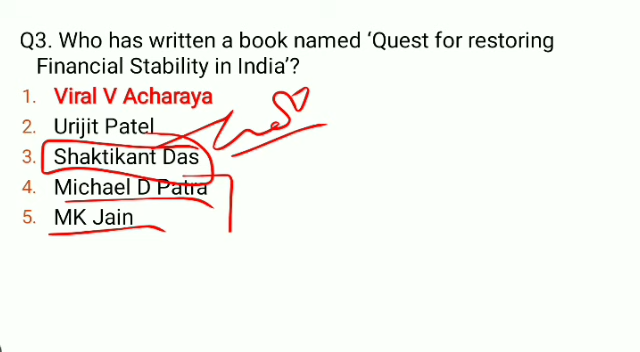 Q3. Who has written a book named ‘Quest for restoring
Financial Stability in India’?
1. Viral V Acharaya
2. Urijit Patel
3. Shaktikant Das
4. Michael D Patra
5. MK Jain